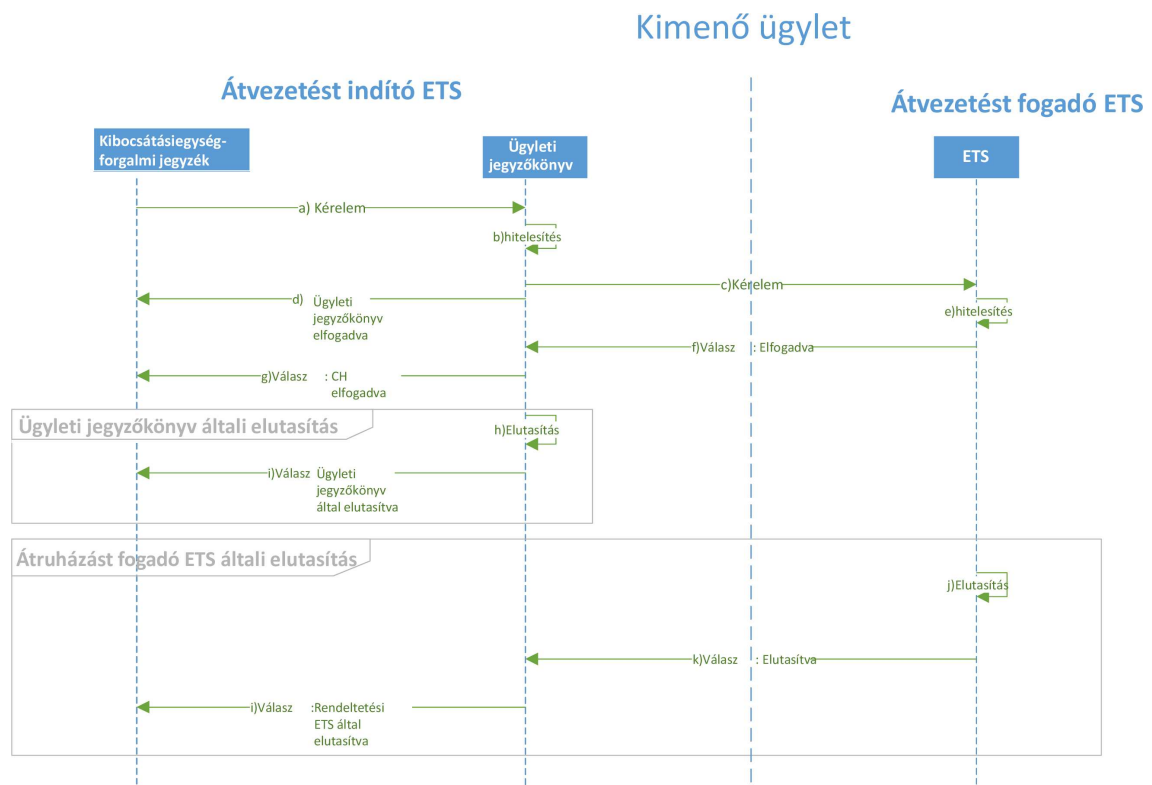 Kimenő ügylet
Átvezetést indító ETS
Átvezetést fogadó ETS
Kibocsátásiegység-
forgalmi jegyzék
Ügyleti
jegyzőkönyv
ETS
a) Kérelem
b)hitelesítés
c)Kérelem
d) Ügyleti
jegyzőkönyv
elfogadva
e)hitelesítés
f)Válasz : Elfogadva
g)Válasz : CH
elfogadva
Ügyleti jegyzőkönyv általi elutasítás
h)Elutasítás
i)Válasz Ügyleti
jegyzőkönyv
által elutasítva
Átruházást fogadó ETS általi elutasítás
j)Elutasítás
k)Válasz : Elutasítva
i)Válasz :Rendeltetési
ETS által
elutasítva